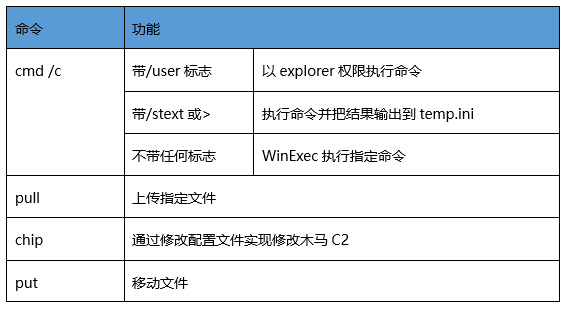 命令 功能
cmd /c 带/user 标志 以 explorer 权限执行命令
带/stext 或> 执行命令并把结果输出到 temp.ini
不带任何标志 WinExec 执行指定命令
pull 上传指定文件
chip 通过修改配置文件实现修改木马 C2
put 移动文件